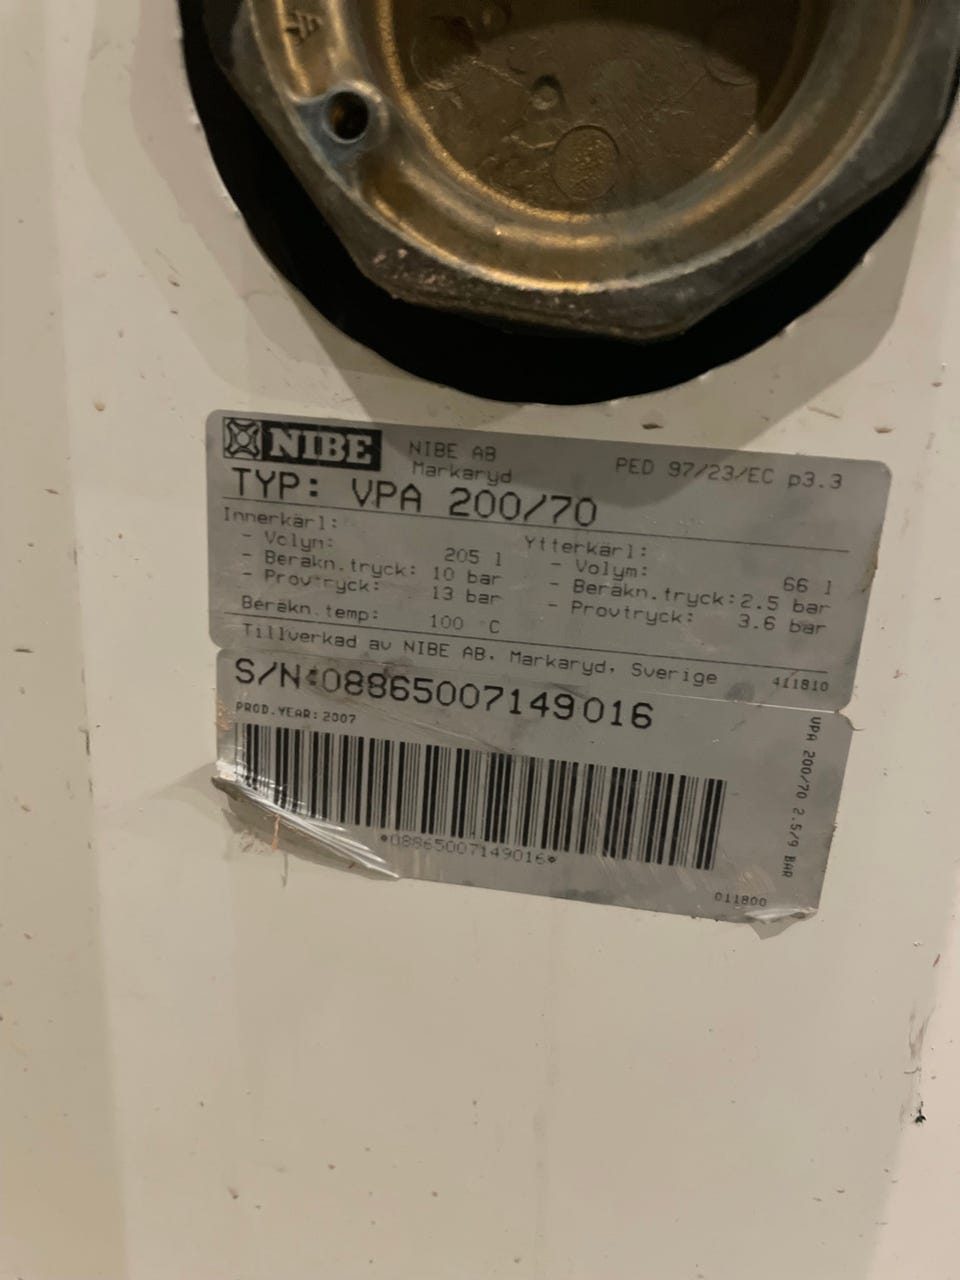 NIBE
NIBE AB
Markaryd
PED 97/23/EC p3.3
TYP: VPA 200/70
Innerkärl:
- Volym: 205 l
- Beräkn.tryck: 10 bar
- Provtryck: 13 bar
Beräkn.temp: 100 °C
Ytterkärl:
- Volym: 66 l
- Beräkn.tryck: 2.5 bar
- Provtryck: 3.6 bar
Tillverkad av NIBE AB, Markaryd, Sverige
411810
S/N:08865007149016
PROD.YEAR: 2007
*08865007149016*
011800
VPA 200/70 2.5/9 BAR